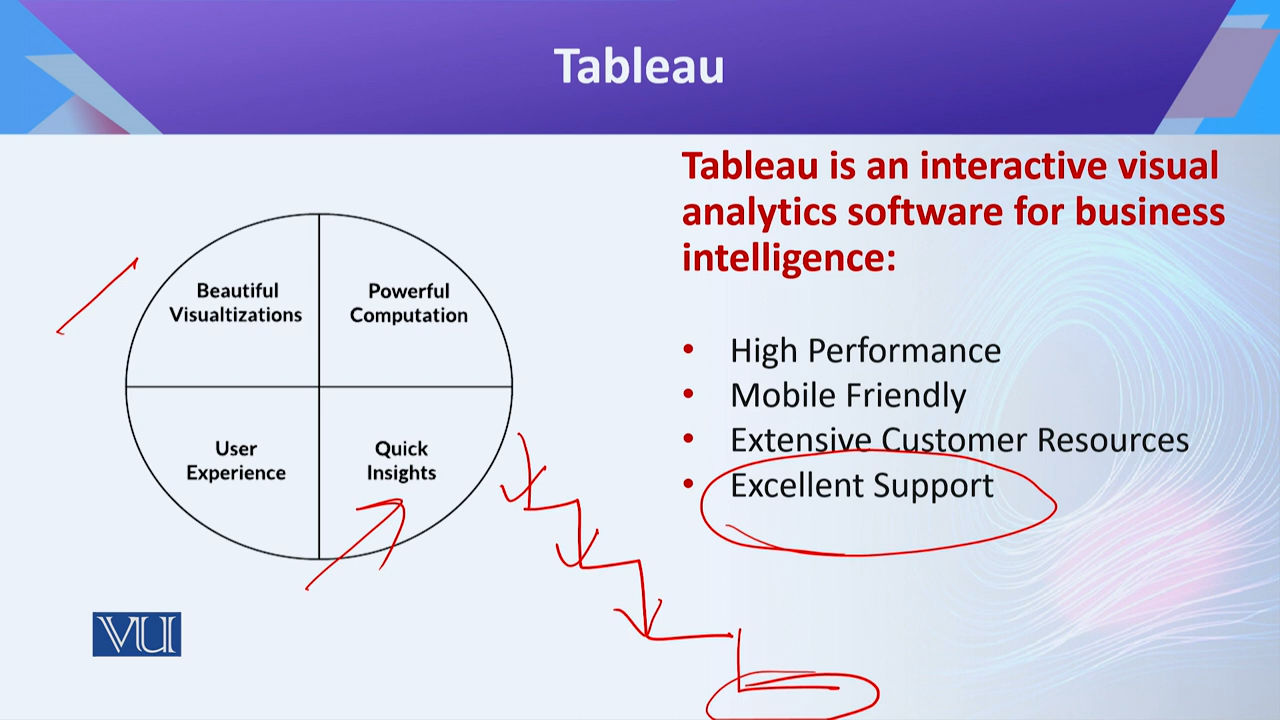 Tableau
Tableau is an interactive visual
analytics software for business
intelligence:
Beautiful
Visualtizations
Powerful
Computation
User
Experience
Quick
Insights
• High Performance
• Mobile Friendly
• Extensive Customer Resources
• Excellent Support
VU